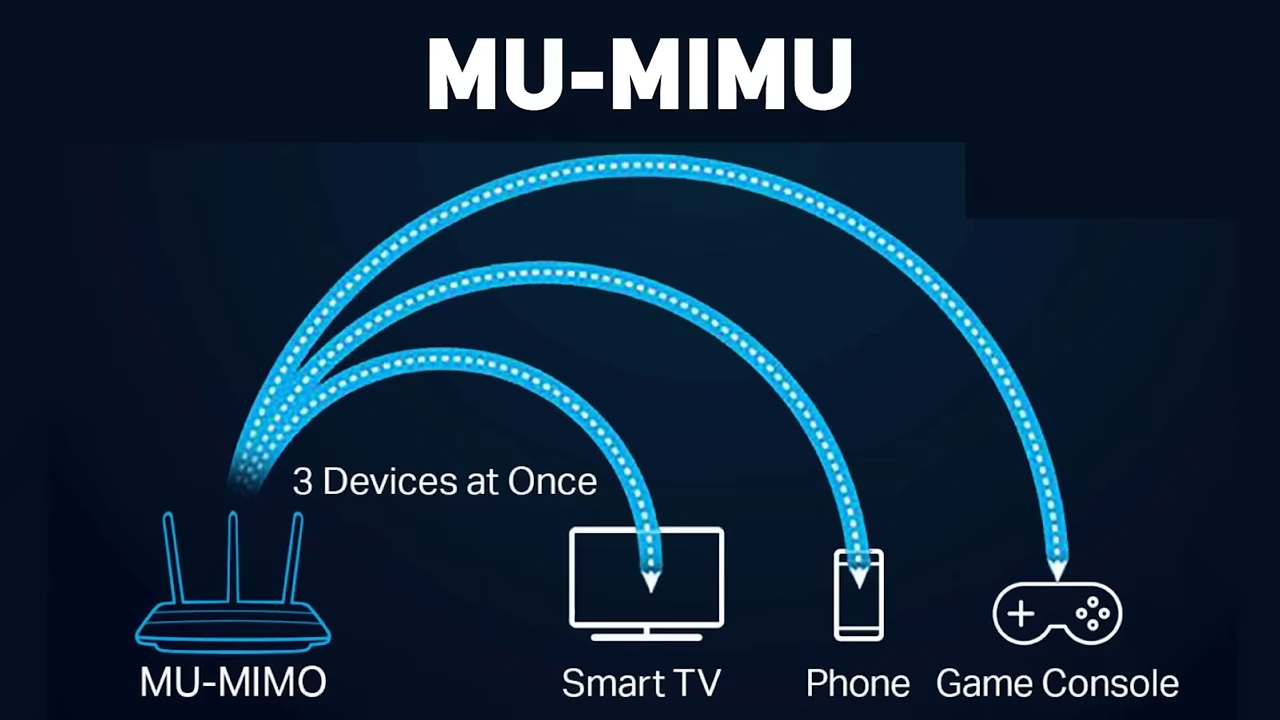 MU-MIMU
3 Devices at Once
MU-MIMO
Smart TV
Phone
Game Console